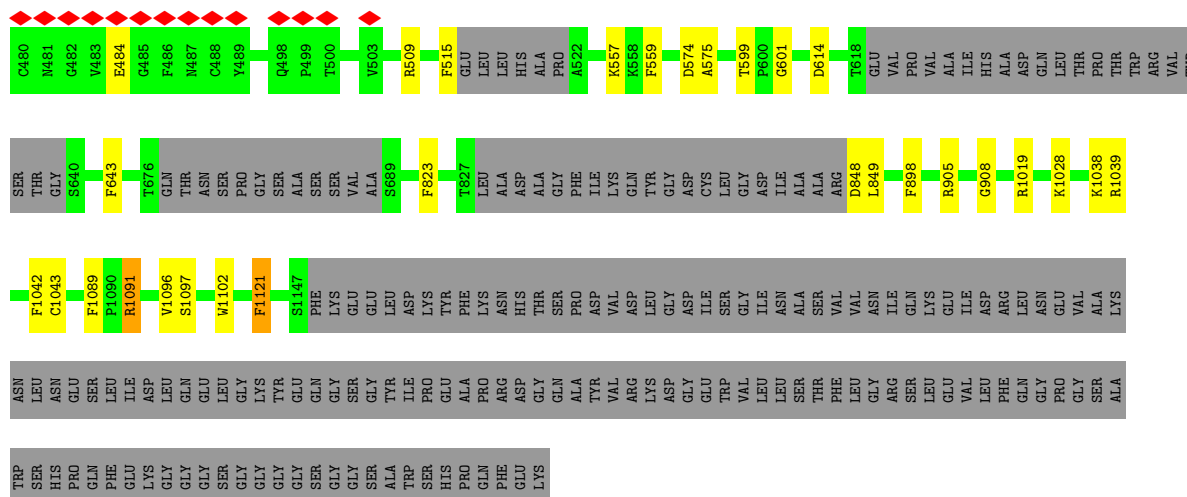 C480 N481 G482 V483 E484 G485 F486 N487 C488 Y489 Q498 P499 T500 V503 R509 F515 GLU LEU LEU HIS ALA PRO A522 K557 K558 F559 D574 A575 T599 P600 G601 D614 T618 GLU VAL PRO VAL ALA ILE HIS ALA ASP GLN LEU THR PRO THR TRP ARG VAL
SER THR GLY S640 F643 T676 GLN THR ASN SER PRO GLY SER ALA SER SER VAL ALA S689 F823 T827 LEU ALA ASP ALA GLY PHE ILE LYS GLN TYR GLY ASP CYS LEU GLY ASP ILE ALA ALA ARG D848 L849 F898 R905 G908 R1019 K1028 K1038 R1039
F1042 C1043 F1089 P1090 R1091 V1096 S1097 W1102 F1121 S1147 PHE LYS GLU GLU LEU ASP LYS TYR PHE LYS ASN HIS THR SER PRO ASP VAL ASP LEU GLY ASP ILE SER GLY ILE ASN ALA SER VAL VAL ASN ILE GLN LYS GLU ILE ASP ARG LEU ASN GLU VAL ALA LYS
ASN LEU ASN GLU SER LEU ILE ASP LEU GLN GLU LEU GLY LYS TYR GLU GLN GLY SER GLY TYR ILE PRO GLU ALA PRO ARG ASP GLY GLN ALA TYR VAL ARG LYS ASP GLY GLU TRP VAL LEU LEU SER THR PHE LEU GLY ARG SER LEU GLU VAL LEU PHE GLN GLY PRO GLY SER ALA
TRP SER HIS PRO GLN PHE GLU LYS GLY GLY GLY SER GLY GLY GLY SER GLY GLY SER ALA TRP SER HIS PRO GLN PHE GLU LYS